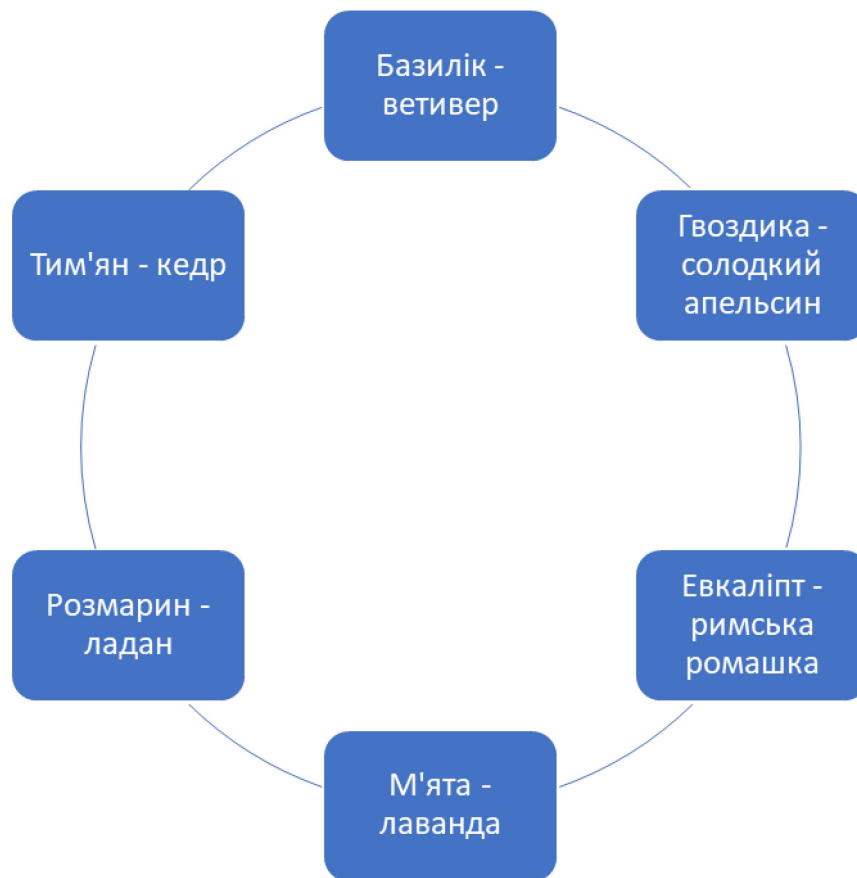 Базилік -
ветивер
Гвоздика -
солодкий
апельсин
Евкаліпт -
римська
ромашка
М'ята -
лаванда
Розмарин -
ладан
Тим'ян - кедр